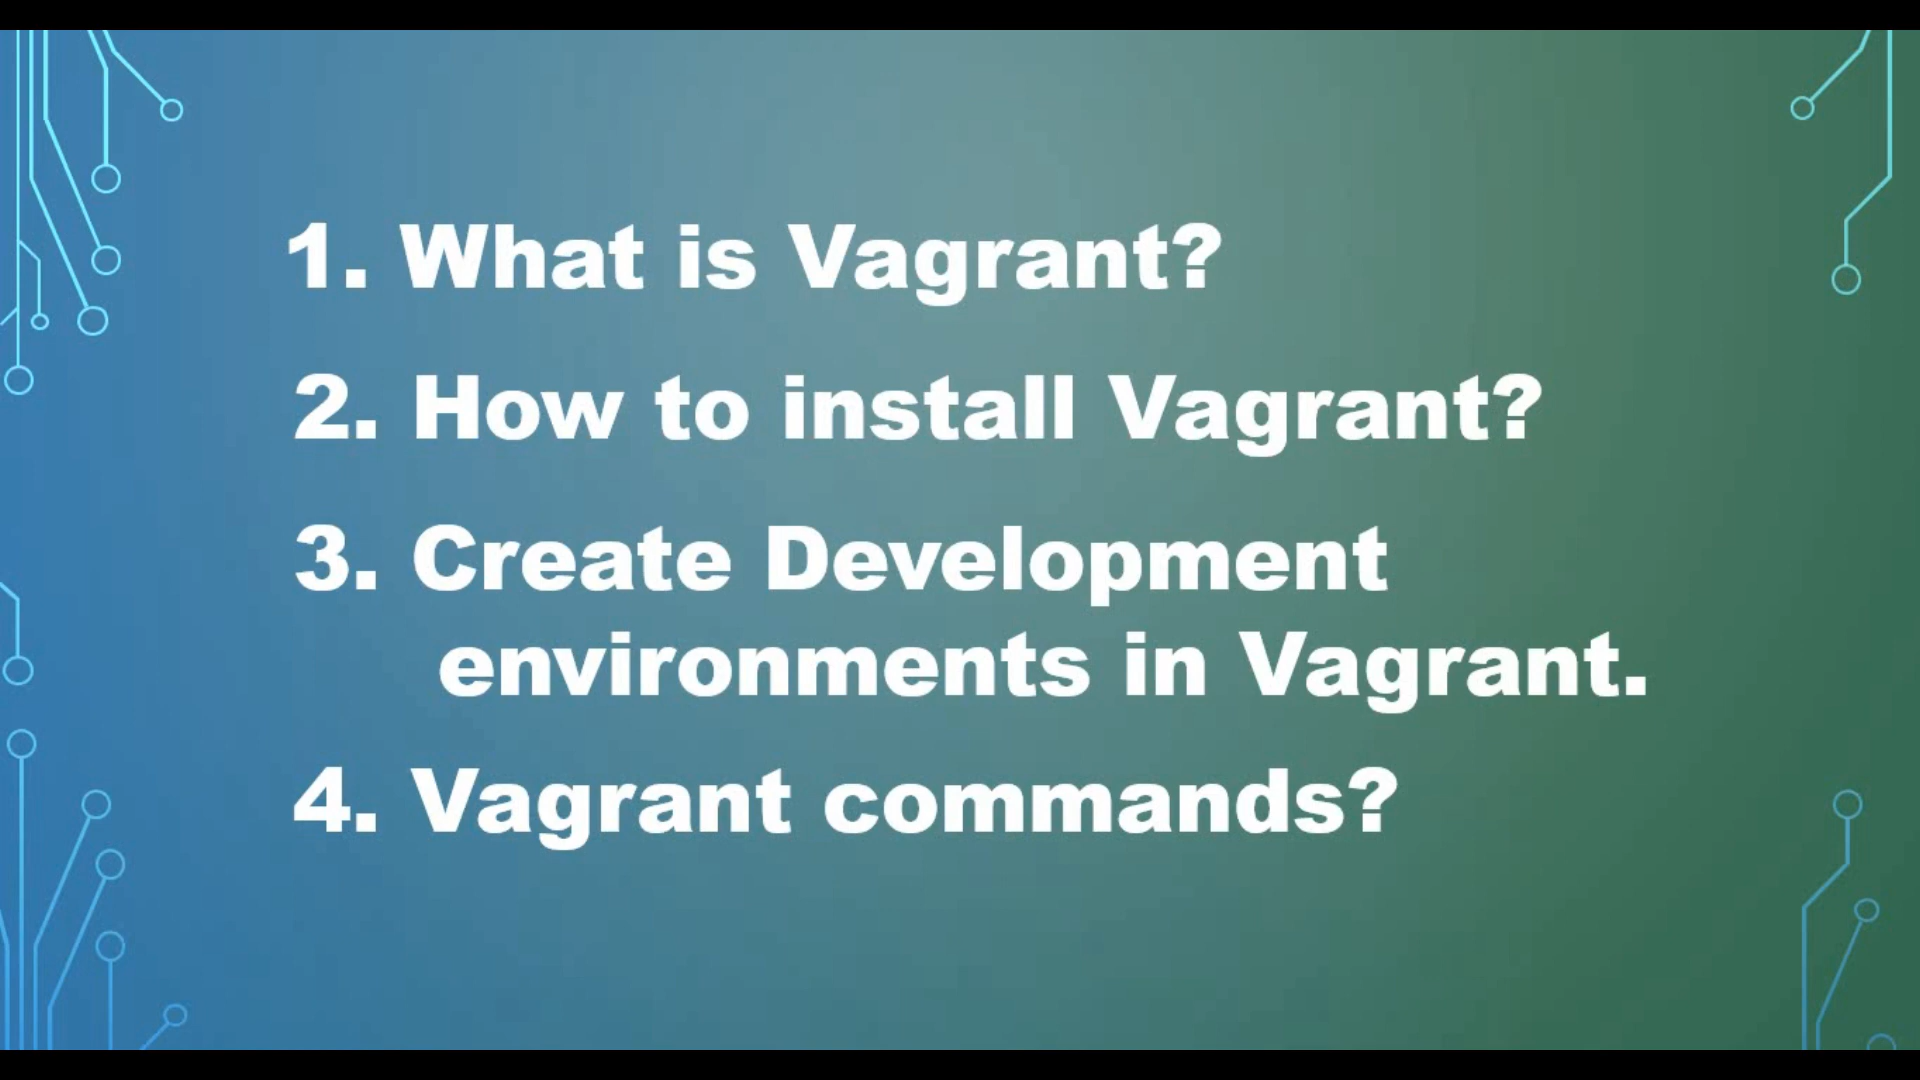 1. What is Vagrant?
2. How to install Vagrant?
3. Create Development
environments in Vagrant.
4. Vagrant commands?